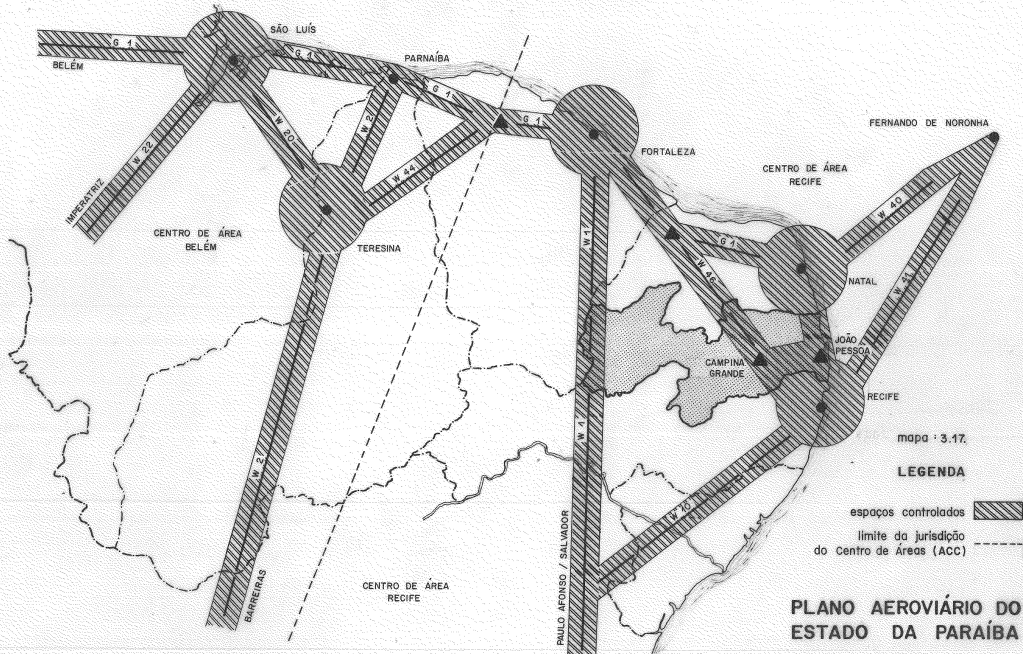 SÃO LUÍS
G 1
BELÉM
G 1
PARNAÍBA
G 1
G 1
W 22
W 20
W 2
W 44
IMPERATRIZ
FORTALEZA
FERNANDO DE NORONHA
CENTRO DE ÁREA
RECIFE
CENTRO DE ÁREA
BELÉM
TERESINA
W 1
W 46
G 1
W 40
NATAL
W 41
CAMPINA
GRANDE
JOÃO
PESSOA
RECIFE
W 2
W 1
W 10
BARREIRAS
CENTRO DE ÁREA
RECIFE
PAULO AFONSO / SALVADOR
mapa : 3.17.
LEGENDA
espaços controlados
limite da jurisdição
do Centro de Áreas (ACC)
PLANO AEROVIÁRIO DO
ESTADO DA PARAÍBA